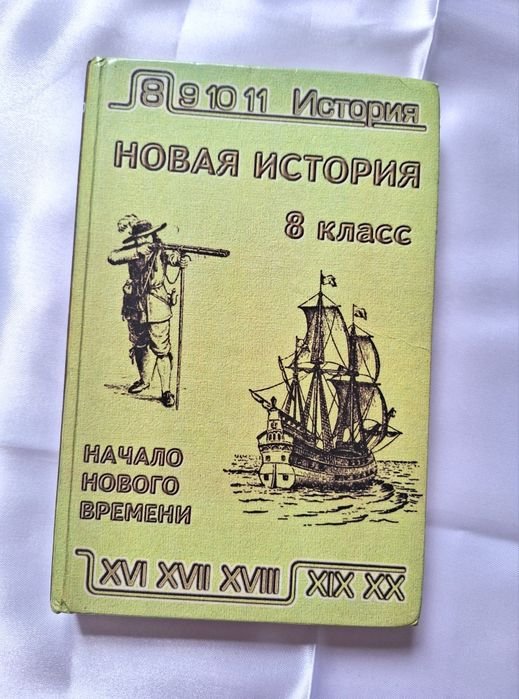 8 9 10 11 История
НОВАЯ ИСТОРИЯ
8 класс
НАЧАЛО
НОВОГО
ВРЕМЕНИ
XVI XVII XVIII XIX XX